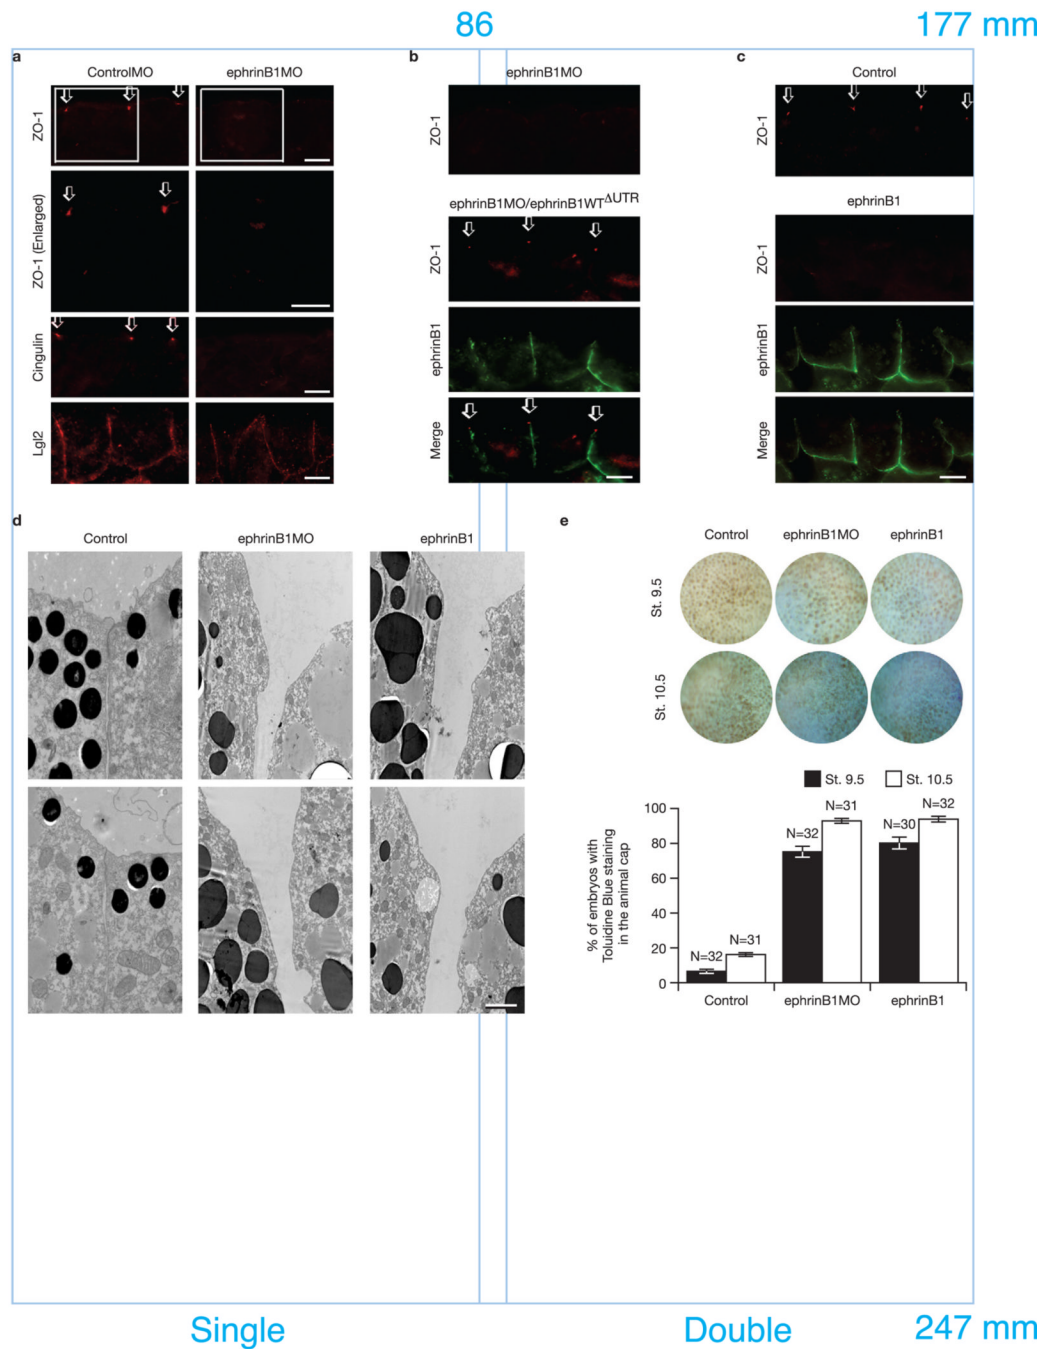 86
177 mm
a
ControlMO
ephrinB1MO
ZO-1
ZO-1 (Enlarged)
Cingulin
Lgl2
b
ephrinB1MO
ZO-1
ephrinB1MO/ephrinB1WTΔUTR
ZO-1
ephrinB1
Merge
c
Control
ZO-1
ephrinB1
ZO-1
ephrinB1
Merge
d
Control
ephrinB1MO
ephrinB1
e
Control
ephrinB1MO
ephrinB1
St. 9.5
St. 10.5
St. 9.5
St. 10.5
% of embryos with
Toluidine Blue staining
in the animal cap
100
80
60
40
20
0
N=32
N=31
N=32
N=31
N=30
N=32
Control
ephrinB1MO
ephrinB1
Single
Double
247 mm